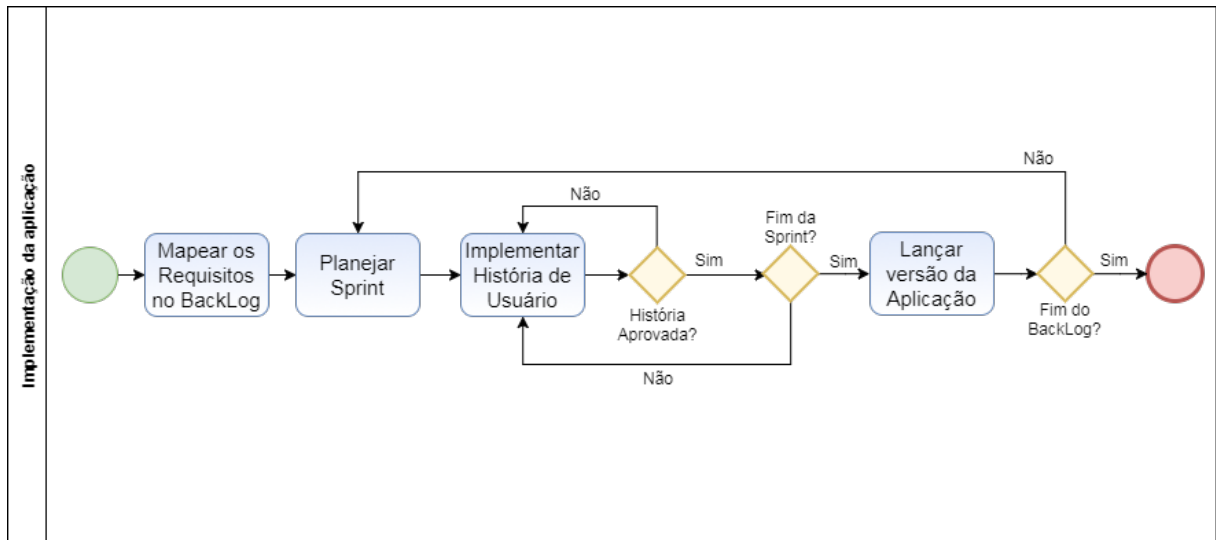 Implementação da aplicação
Mapear os
Requisitos
no BackLog
Planejar
Sprint
Implementar
História de
Usuário
Não
História
Aprovada?
Sim
Fim da
Sprint?
Não
Sim
Lançar
versão da
Aplicação
Não
Fim do
BackLog?
Sim